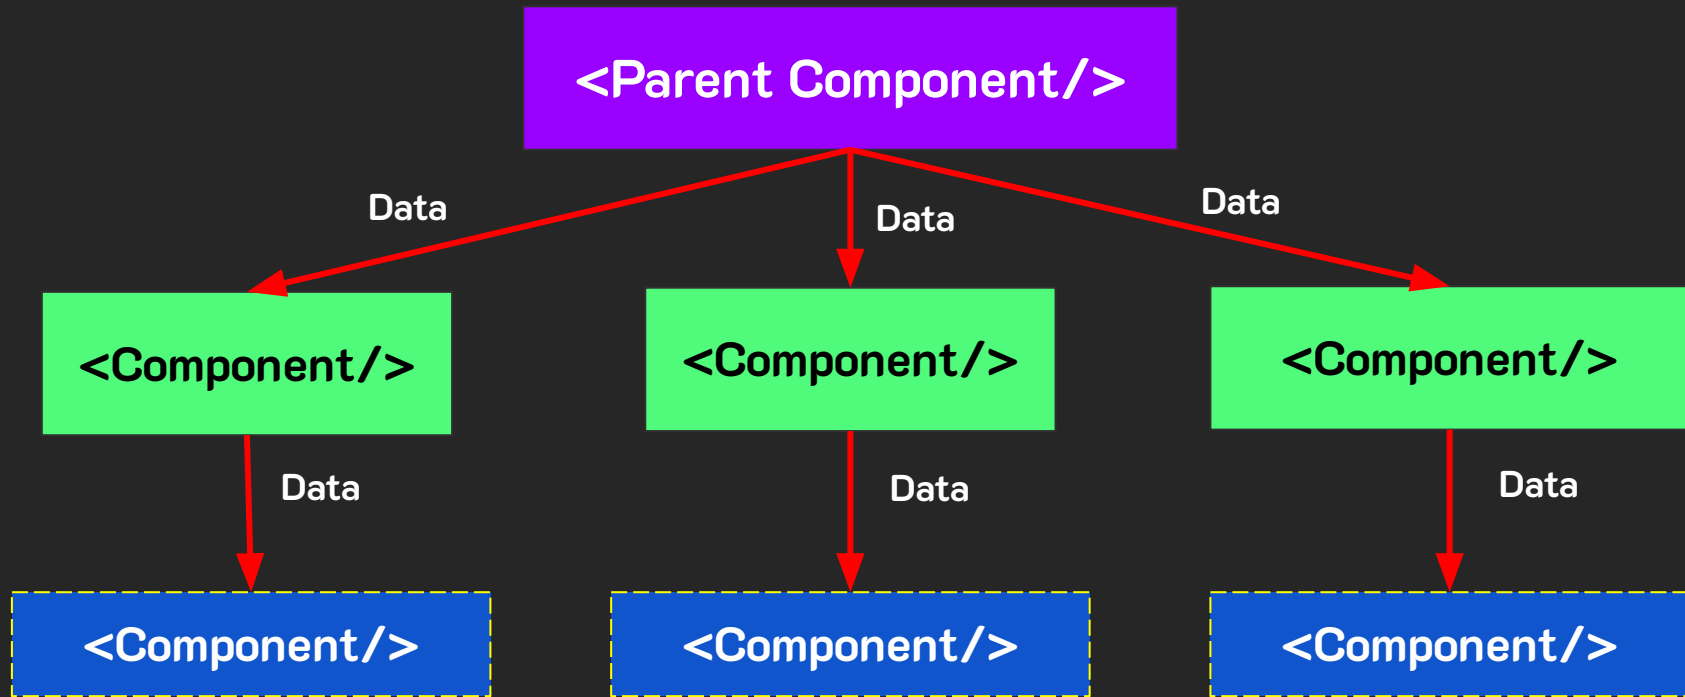 <Parent Component/>
Data
Data
Data
<Component/>
<Component/>
<Component/>
Data
Data
Data
<Component/>
<Component/>
<Component/>